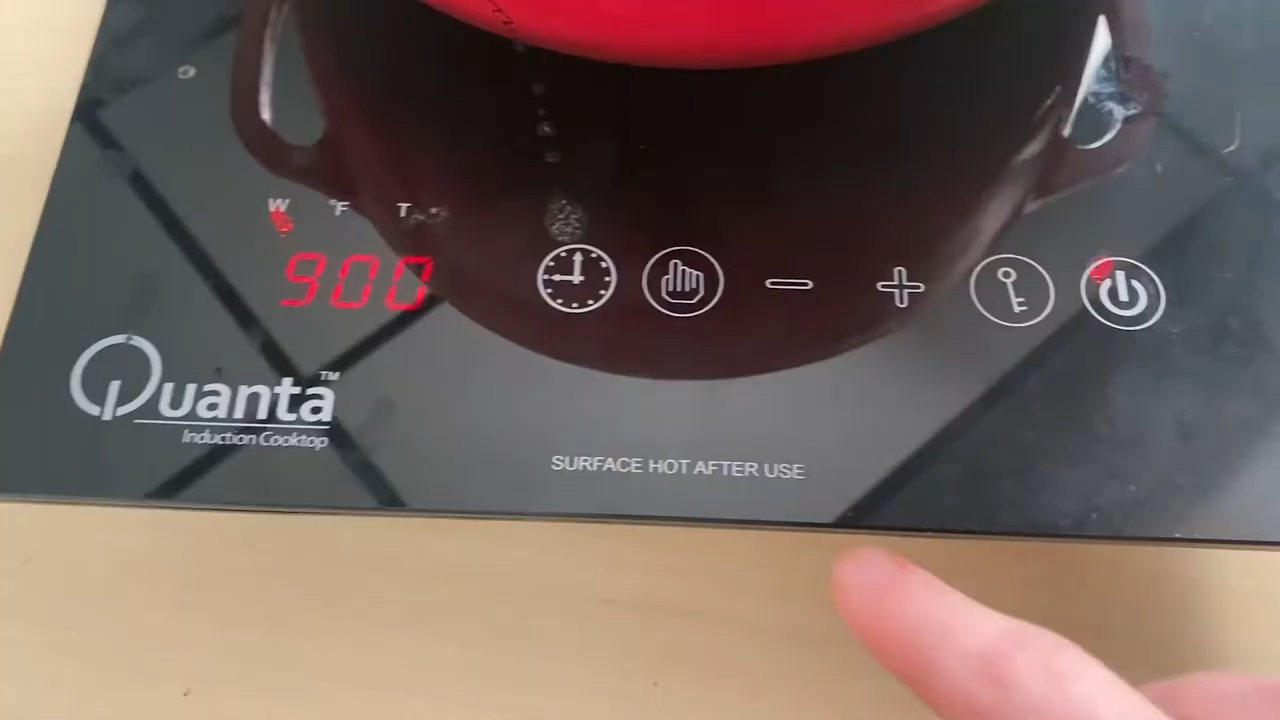 W °F T
900
Quanta™
Induction Cooktop
SURFACE HOT AFTER USE